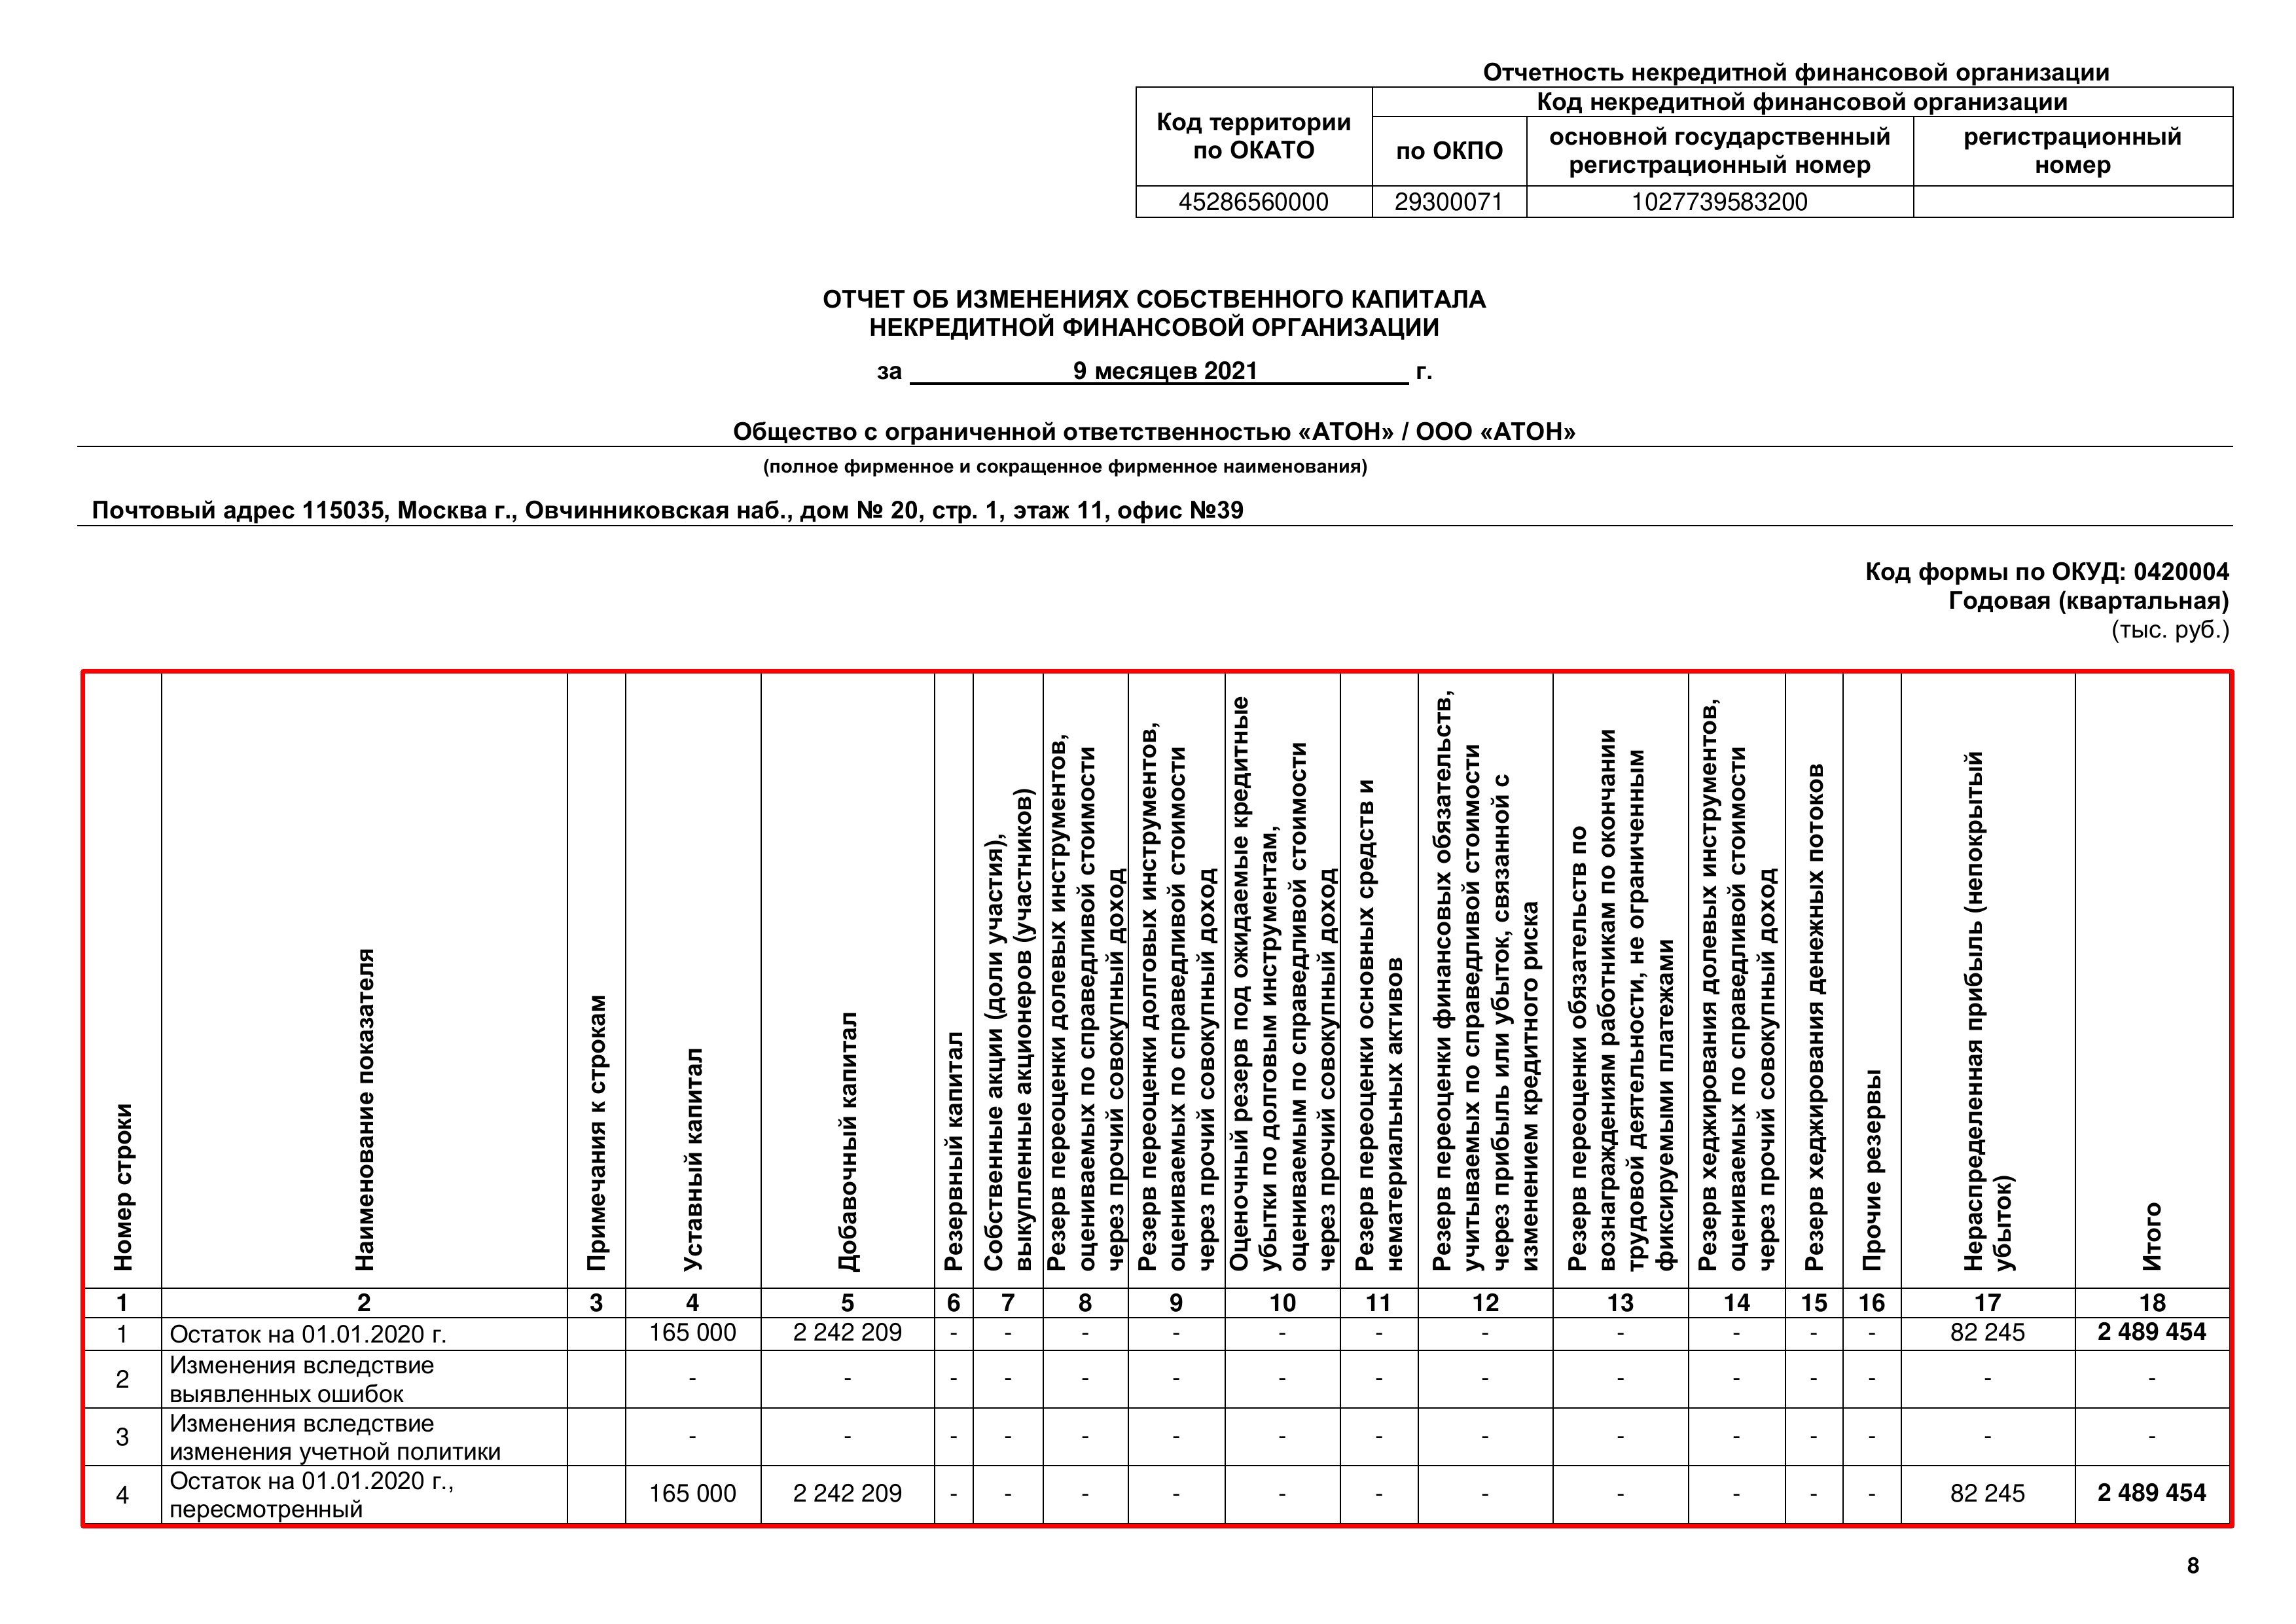 Отчетность некредитной финансовой организации
Код территории
по ОКАТО
Код некредитной финансовой организации
по ОКПО
основной государственный
регистрационный номер
регистрационный
номер
45286560000 29300071 1027739583200
ОТЧЕТ ОБ ИЗМЕНЕНИЯХ СОБСТВЕННОГО КАПИТАЛА
НЕКРЕДИТНОЙ ФИНАНСОВОЙ ОРГАНИЗАЦИИ
за 9 месяцев 2021 г.
Общество с ограниченной ответственностью «АТОН» / ООО «АТОН»
(полное фирменное и сокращенное фирменное наименования)
Почтовый адрес 115035, Москва г., Овчинниковская наб., дом № 20, стр. 1, этаж 11, офис №39
Код формы по ОКУД: 0420004
Годовая (квартальная)
(тыс. руб.)
Номер строки
Наименование показателя
Примечания к строкам
Уставный капитал
Добавочный капитал
Резервный капитал
Собственные акции (доли участия),
выкупленные акционеров (участников)
Резерв переоценки долевых инструментов,
оцениваемых по справедливой стоимости
через прочий совокупный доход
Резерв переоценки долговых инструментов,
оцениваемых по справедливой стоимости
через прочий совокупный доход
Оценочный резерв под ожидаемые кредитные
убытки по долговым инструментам,
оцениваемым по справедливой стоимости
через прочий совокупный доход
Резерв переоценки основных средств и
нематериальных активов
Резерв переоценки финансовых обязательств,
учитываемых по справедливой стоимости
через прибыль или убыток, связанной с
изменением кредитного риска
Резерв переоценки обязательств по
вознаграждениям работникам по окончании
трудовой деятельности, не ограниченным
фиксируемыми платежами
Резерв хеджирования долевых инструментов,
оцениваемых по справедливой стоимости
через прочий совокупный доход
Резерв хеджирования денежных потоков
Прочие резервы
Нераспределенная прибыль (непокрытый
убыток)
Итого
1 2 3 4 5 6 7 8 9 10 11 12 13 14 15 16 17 18
1 Остаток на 01.01.2020 г. 165 000 2 242 209 - - - - - - - - - - - 82 245 2 489 454
2 Изменения вследствие
выявленных ошибок - - - - - - - - - - - - - - -
3 Изменения вследствие
изменения учетной политики - - - - - - - - - - - - - - -
4 Остаток на 01.01.2020 г.,
пересмотренный 165 000 2 242 209 - - - - - - - - - - - 82 245 2 489 454
8